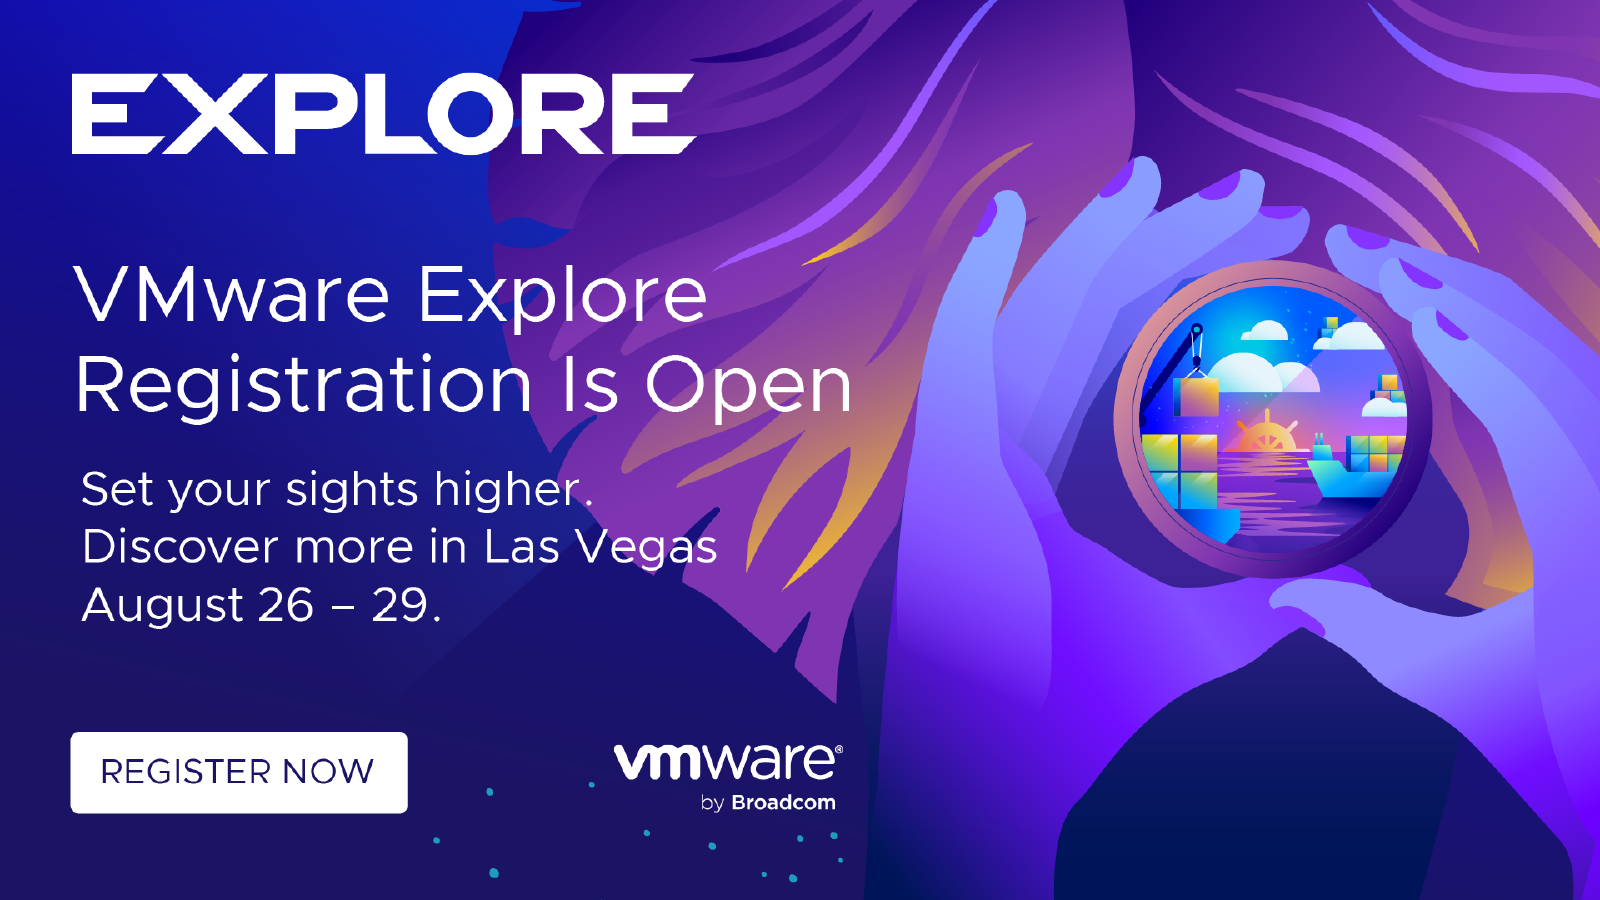 EXPLORE
VMware Explore
Registration Is Open
Set your sights higher.
Discover more in Las Vegas
August 26 – 29.
REGISTER NOW
vmware®
by Broadcom